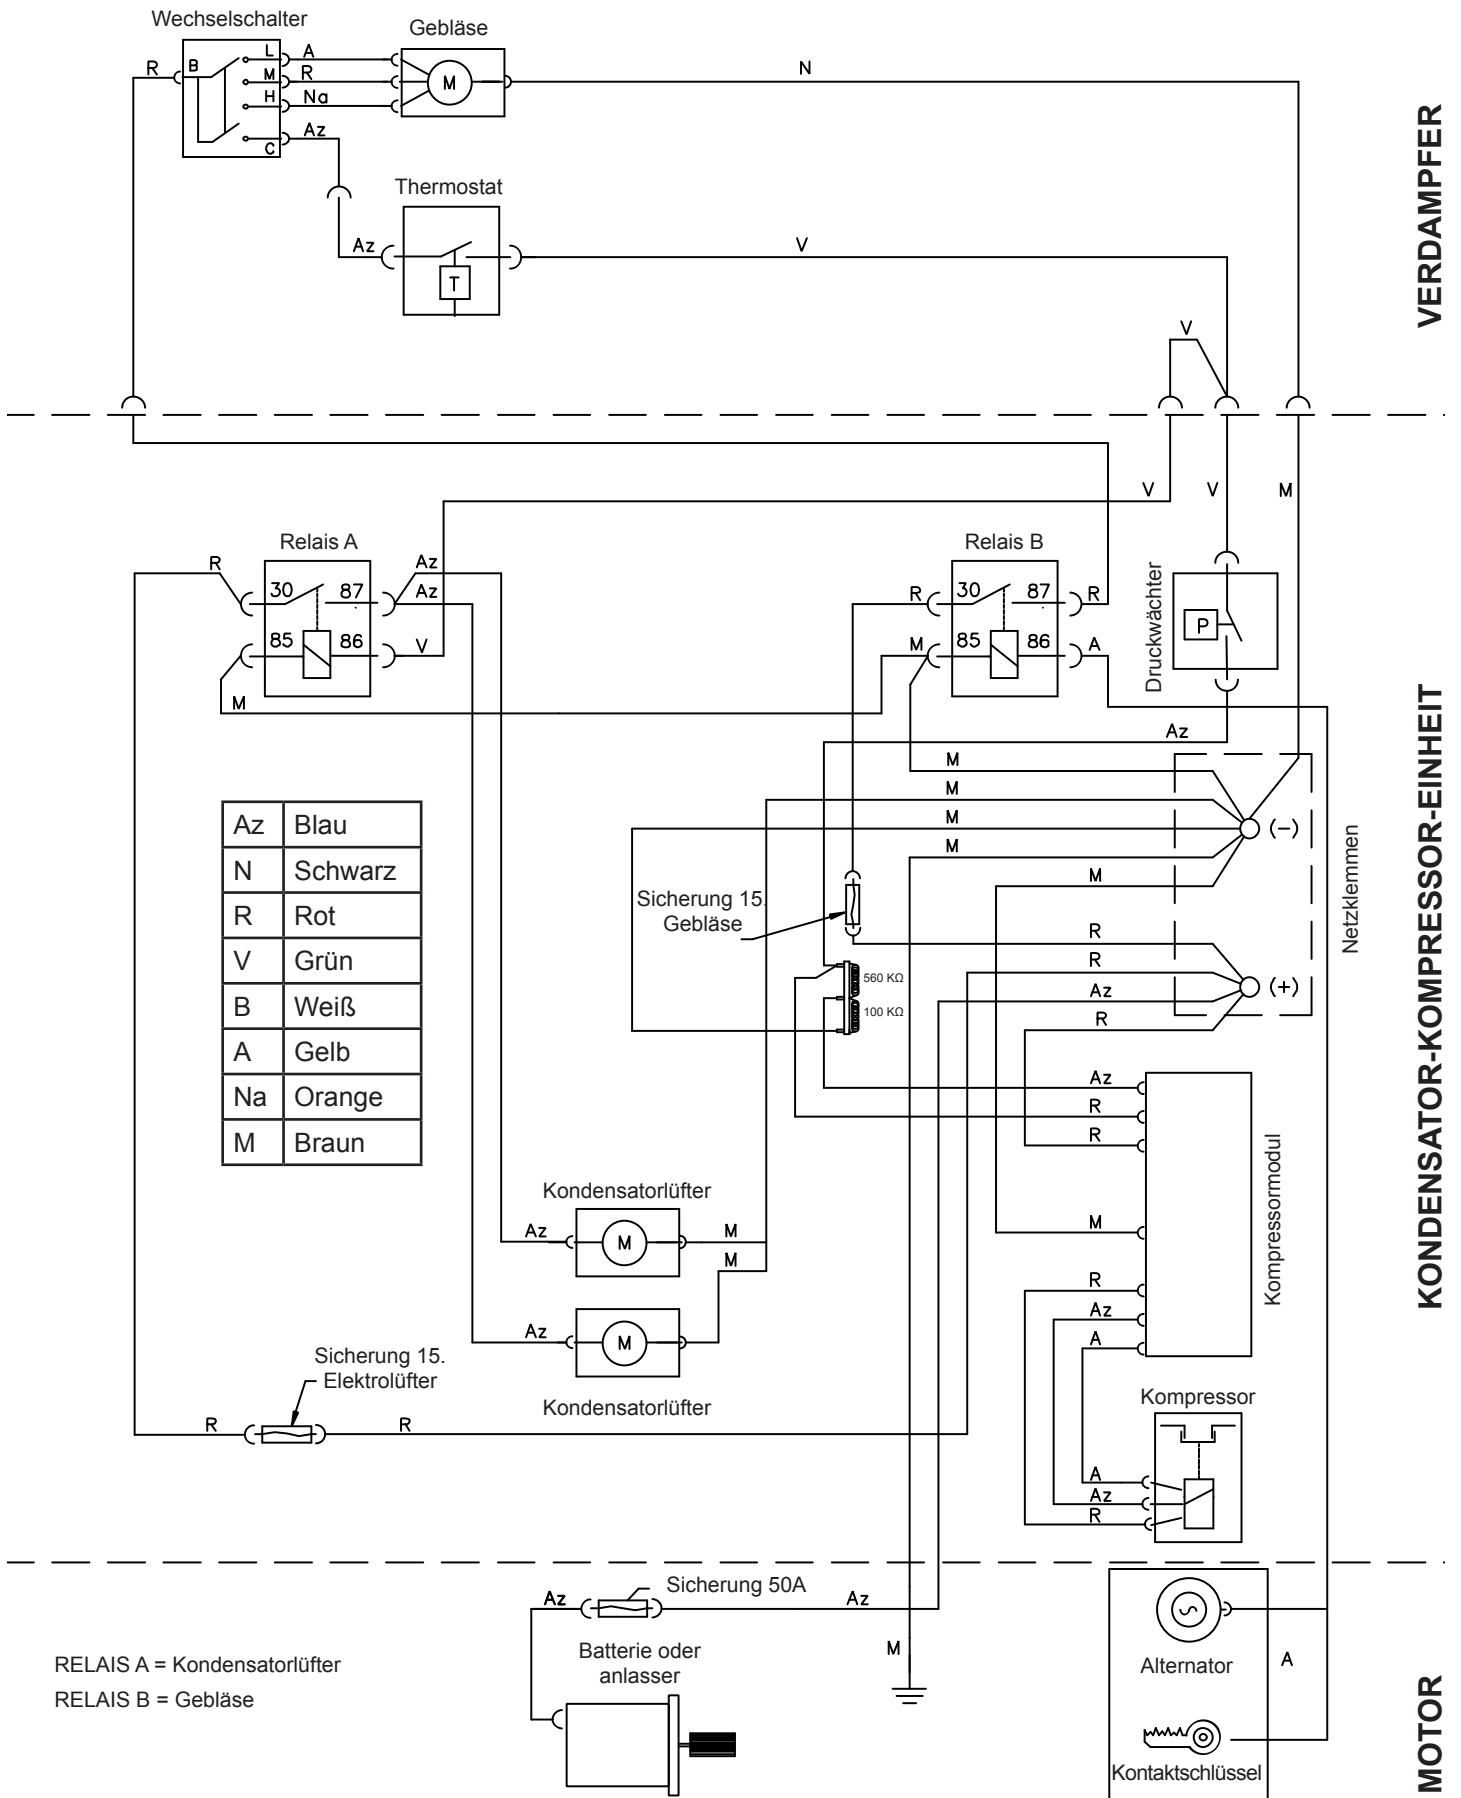 Wechselschalter
Gebläse
R
B
L
M
H
C
A
R
Na
Az
M
N
Thermostat
Az
T
V
VERDAMPFER
V
V
V
M
Relais A
R
30
87
85
86
Az
Az
V
M
Relais B
R
30
87
R
M
85
86
A
Druckwächter
P
Az
Az
Blau
N
Schwarz
R
Rot
V
Grün
B
Weiß
A
Gelb
Na
Orange
M
Braun
M
M
M
M
M
(-)
Netzklemmen
Sicherung 15.
Gebläse
R
R
Az
R
(+)
560 KΩ
100 KΩ
KONDENSATOR-KOMPRESSOR-EINHEIT
Az
R
R
M
R
Az
A
Kompressormodul
Kondensatorlüfter
Az
M
M
M
Az
M
Kondensatorlüfter
Sicherung 15.
Elektrolüfter
R
R
Kompressor
A
Az
R
Az
Sicherung 50A
Az
Batterie oder
anlasser
M
Alternator
A
Kontaktschlüssel
RELAIS A = Kondensatorlüfter
RELAIS B = Gebläse
MOTOR